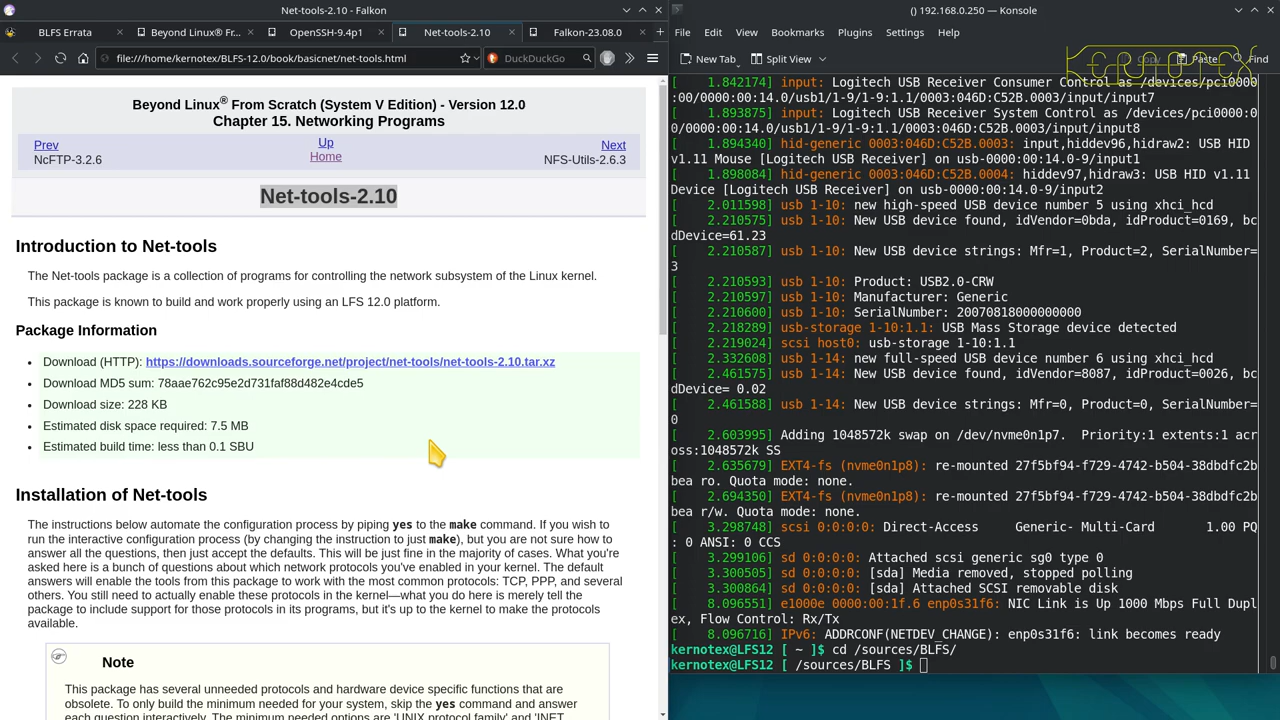 Net-tools-2.10 - Falkon
BLFS Errata
Beyond Linux® Fr...
OpenSSH-9.4p1
Net-tools-2.10
Falkon-23.08.0
file:///home/kernotex/BLFS-12.0/book/basicnet/net-tools.html
DuckDuckGo
Beyond Linux® From Scratch (System V Edition) - Version 12.0
Chapter 15. Networking Programs
Prev
Up
Next
NcFTP-3.2.6
Home
NFS-Utils-2.6.3
Net-tools-2.10
Introduction to Net-tools
The Net-tools package is a collection of programs for controlling the network subsystem of the Linux kernel.
This package is known to build and work properly using an LFS 12.0 platform.
Package Information
Download (HTTP): https://downloads.sourceforge.net/project/net-tools/net-tools-2.10.tar.xz
Download MD5 sum: 78aae762c95e2d731faf88d482e4cde5
Download size: 228 KB
Estimated disk space required: 7.5 MB
Estimated build time: less than 0.1 SBU
Installation of Net-tools
The instructions below automate the configuration process by piping yes to the make command. If you wish to
run the interactive configuration process (by changing the instruction to just make), but you are not sure how to
answer all the questions, then just accept the defaults. This will be just fine in the majority of cases. What you're
asked here is a bunch of questions about which network protocols you've enabled in your kernel. The default
answers will enable the tools from this package to work with the most common protocols: TCP, PPP, and several
others. You still need to actually enable these protocols in the kernel—what you do here is merely tell the
package to include support for those protocols in its programs, but it's up to the kernel to make the protocols
available.
Note
This package has several unneeded protocols and hardware device specific functions that are
obsolete. To only build the minimum needed for your system, skip the yes command and answer
each question interactively. The minimum needed options are 'UNIX protocol family' and 'INET
() 192.168.0.250 — Konsole
File Edit View Bookmarks Plugins Settings Help
New Tab Split View Copy Paste Find
KERNOTEX
[    1.842174] input: Logitech USB Receiver Consumer Control as /devices/pci0000
:00/0000:00:14.0/usb1/1-9/1-9:1.1/0003:046D:C52B.0003/input/input7
[    1.893875] input: Logitech USB Receiver System Control as /devices/pci0000:0
0/0000:00:14.0/usb1/1-9/1-9:1.1/0003:046D:C52B.0003/input/input8
[    1.894340] hid-generic 0003:046D:C52B.0003: input,hiddev96,hidraw2: USB HID
v1.11 Mouse [Logitech USB Receiver] on usb-0000:00:14.0-9/input1
[    1.898084] hid-generic 0003:046D:C52B.0004: hiddev97,hidraw3: USB HID v1.11
Device [Logitech USB Receiver] on usb-0000:00:14.0-9/input2
[    2.011598] usb 1-10: new high-speed USB device number 5 using xhci_hcd
[    2.210575] usb 1-10: New USB device found, idVendor=0bda, idProduct=0169, bc
dDevice=61.23
[    2.210587] usb 1-10: New USB device strings: Mfr=1, Product=2, SerialNumber=
3
[    2.210593] usb 1-10: Product: USB2.0-CRW
[    2.210597] usb 1-10: Manufacturer: Generic
[    2.210600] usb 1-10: SerialNumber: 20070818000000000
[    2.218289] usb-storage 1-10:1.1: USB Mass Storage device detected
[    2.219024] scsi host0: usb-storage 1-10:1.1
[    2.332608] usb 1-14: new full-speed USB device number 6 using xhci_hcd
[    2.461575] usb 1-14: New USB device found, idVendor=8087, idProduct=0026, bc
dDevice= 0.02
[    2.461588] usb 1-14: New USB device strings: Mfr=0, Product=0, SerialNumber=
0
[    2.603995] Adding 1048572k swap on /dev/nvme0n1p7.  Priority:1 extents:1 acr
oss:1048572k SS
[    2.635679] EXT4-fs (nvme0n1p8): re-mounted 27f5bf94-f729-4742-b504-38dbdfc2b
bea ro. Quota mode: none.
[    2.694350] EXT4-fs (nvme0n1p8): re-mounted 27f5bf94-f729-4742-b504-38dbdfc2b
bea r/w. Quota mode: none.
[    3.298748] scsi 0:0:0:0: Direct-Access     Generic- Multi-Card       1.00 PQ
: 0 ANSI: 0 CCS
[    3.299106] sd 0:0:0:0: Attached scsi generic sg0 type 0
[    3.300505] sd 0:0:0:0: [sda] Media removed, stopped polling
[    3.300864] sd 0:0:0:0: [sda] Attached SCSI removable disk
[    8.096551] e1000e 0000:00:1f.6 enp0s31f6: NIC Link is Up 1000 Mbps Full Dupl
ex, Flow Control: Rx/Tx
[    8.096716] IPv6: ADDRCONF(NETDEV_CHANGE): enp0s31f6: link becomes ready
kernotex@LFS12 [ ~ ]$ cd /sources/BLFS/
kernotex@LFS12 [ /sources/BLFS ]$